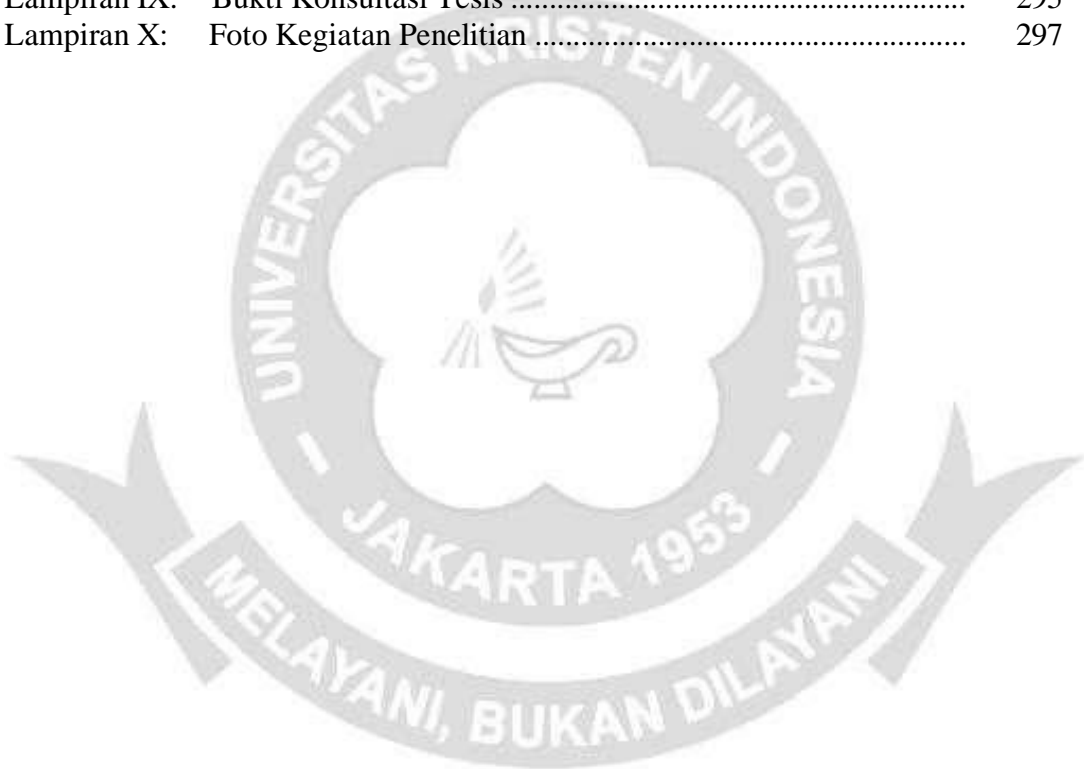 Lampiran IX: Bukti Konsultasi Tesis ................................................... 295
Lampiran X: Foto Kegiatan Penelitian ................................................ 297
UNIVERSITAS KRISTEN INDONESIA
- JAKARTA 1953 -
MELAYANI, BUKAN DILAYANI